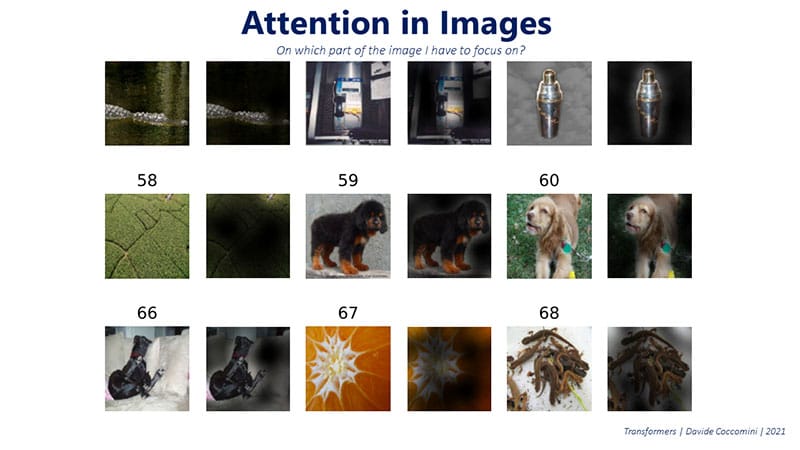 Attention in Images
On which part of the image I have to focus on?
58 59 60
66 67 68
Transformers | Davide Coccomini | 2021